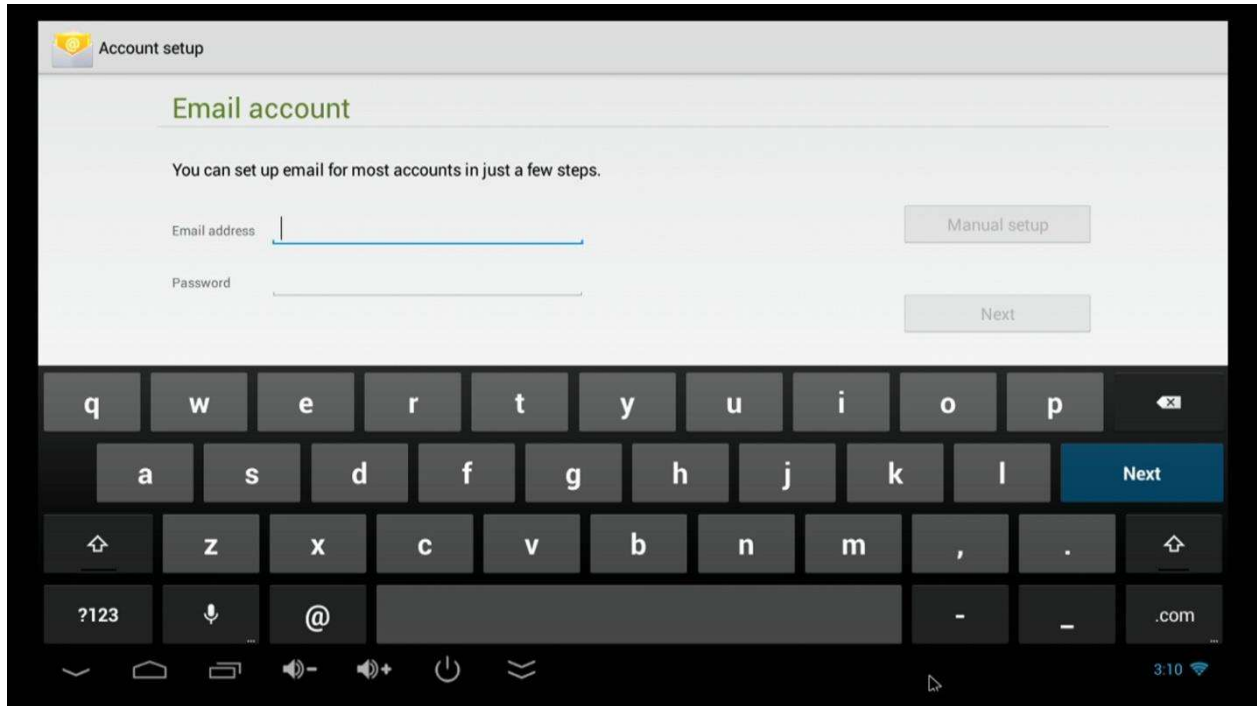 Account setup
Email account
You can set up email for most accounts in just a few steps.
Email address
Manual setup
Password
Next
q w e r t y u i o p
a s d f g h j k l Next
z x c v b n m , .
?123 @ - _ .com
3:10